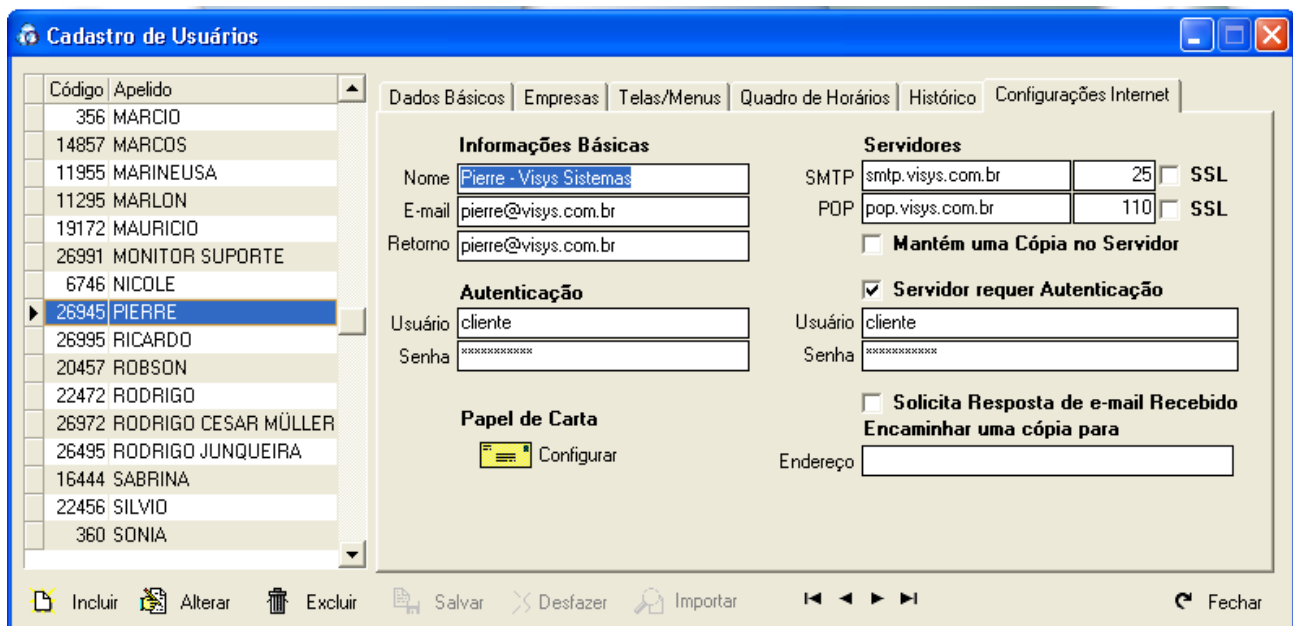 Cadastro de Usuários
Código Apelido
356 MARCIO
14857 MARCOS
11955 MARINEUSA
11295 MARLON
19172 MAURICIO
26991 MONITOR SUPORTE
6746 NICOLE
26945 PIERRE
26995 RICARDO
20457 ROBSON
22472 RODRIGO
26972 RODRIGO CESAR MÜLLER
26495 RODRIGO JUNQUEIRA
16444 SABRINA
22456 SILVIO
360 SONIA
Dados Básicos Empresas Telas/Menus Quadro de Horários Histórico Configurações Internet
Informações Básicas
Nome Pierre - Visys Sistemas
E-mail pierre@visys.com.br
Retorno pierre@visys.com.br
Autenticação
Usuário cliente
Senha ***********
Papel de Carta
Configurar
Servidores
SMTP smtp.visys.com.br 25 SSL
POP pop.visys.com.br 110 SSL
Mantém uma Cópia no Servidor
Servidor requer Autenticação
Usuário cliente
Senha ***********
Solicita Resposta de e-mail Recebido
Encaminhar uma cópia para
Endereço
Incluir Alterar Excluir Salvar Desfazer Importar Fechar